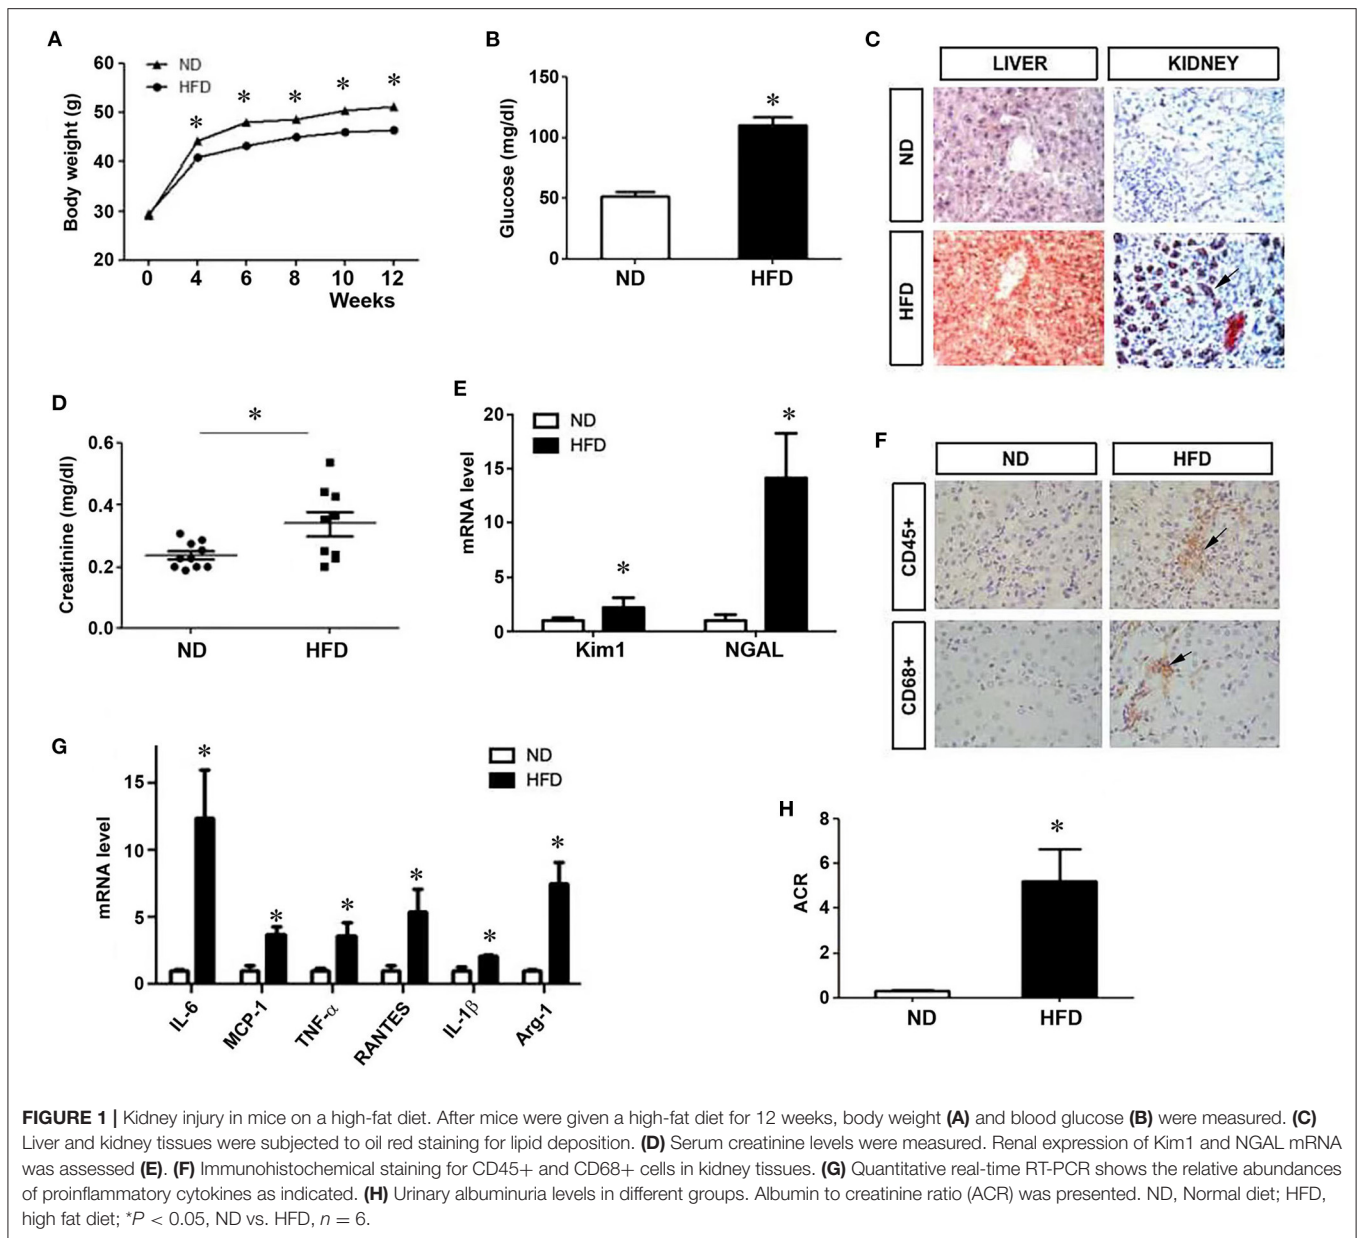 A
Body weight (g)
60
50
40
30
20
ND
HFD
* * * * *
0 4 6 8 10 12
Weeks
B
Glucose (mg/dl)
150
100
50
0
*
ND HFD
C
LIVER KIDNEY
ND
HFD
D
Creatinine (mg/dl)
*
0.6
0.4
0.2
0.0
ND HFD
E
mRNA level
20
15
10
5
0
ND
HFD
* *
Kim1 NGAL
F
ND HFD
CD45+
CD68+
G
mRNA level
15
10
5
0
ND
HFD
* * * * * *
IL-6 MCP-1 TNF-α RANTES IL-1β Arg-1
H
ACR
8
6
4
2
0
*
ND HFD
FIGURE 1 | Kidney injury in mice on a high-fat diet. After mice were given a high-fat diet for 12 weeks, body weight (A) and blood glucose (B) were measured. (C)
Liver and kidney tissues were subjected to oil red staining for lipid deposition. (D) Serum creatinine levels were measured. Renal expression of Kim1 and NGAL mRNA
was assessed (E). (F) Immunohistochemical staining for CD45+ and CD68+ cells in kidney tissues. (G) Quantitative real-time RT-PCR shows the relative abundances
of proinflammatory cytokines as indicated. (H) Urinary albuminuria levels in different groups. Albumin to creatinine ratio (ACR) was presented. ND, Normal diet; HFD,
high fat diet; *P < 0.05, ND vs. HFD, n = 6.